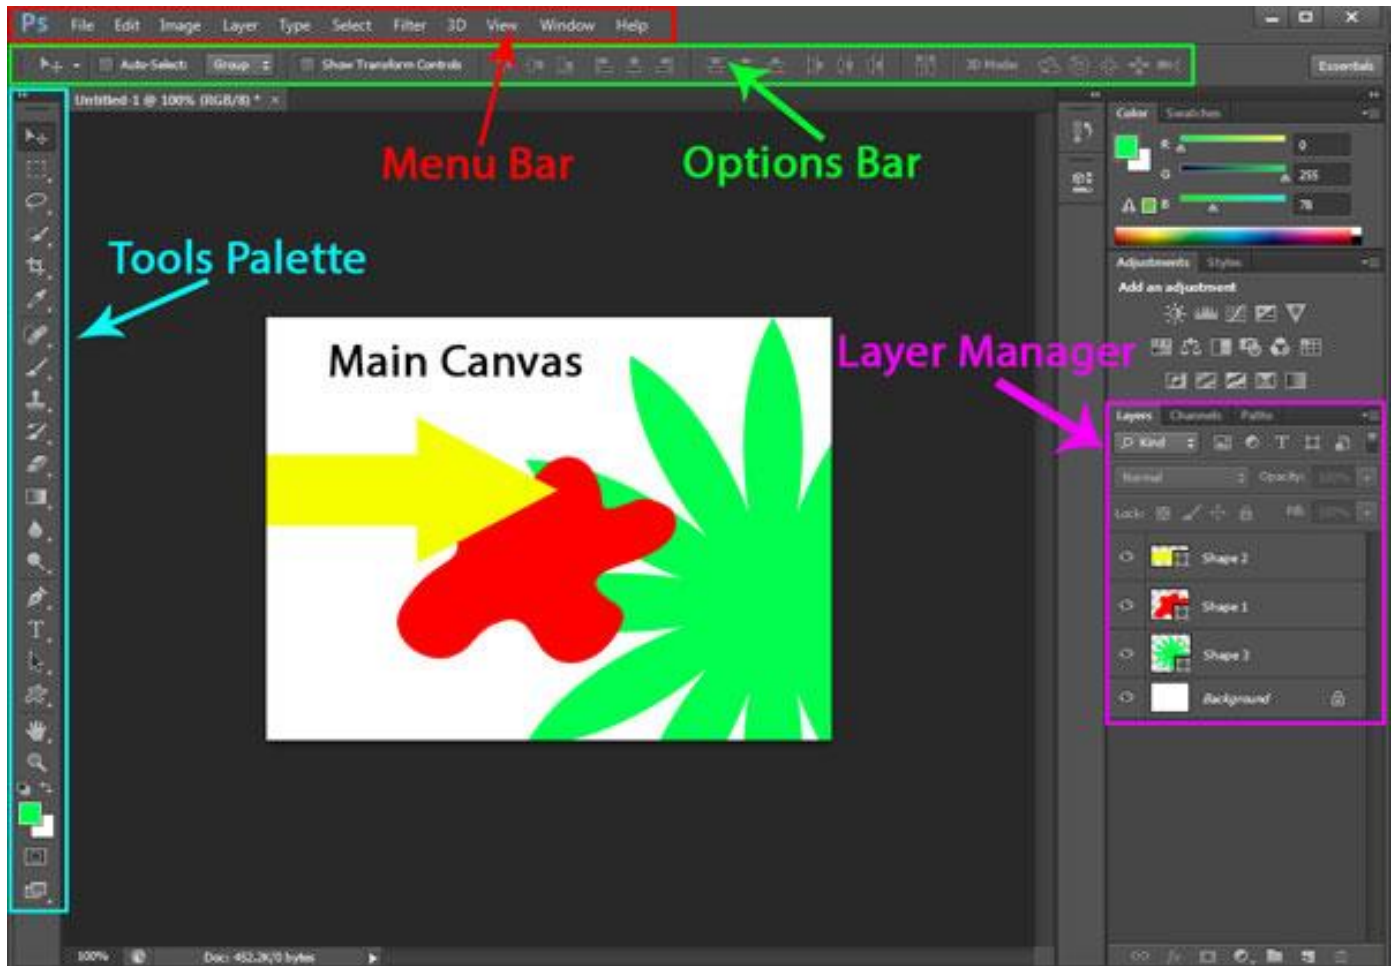 Ps File Edit Image Layer Type Select Filter 3D View Window Help
Auto-Select: Group Show Transform Controls 3D Mode: Essentials
Untitled-1 @ 100% (RGB/8) * ×
Menu Bar
Options Bar
Tools Palette
Main Canvas
Layer Manager
Color Swatches
R 0
G 255
B 78
Adjustments Styles
Add an adjustment
Layers Channels Paths
Kind
Normal Opacity: 100%
Lock: Fill: 100%
Shape 2
Shape 1
Shape 3
Background
100% Doc: 452.2K/0 bytes